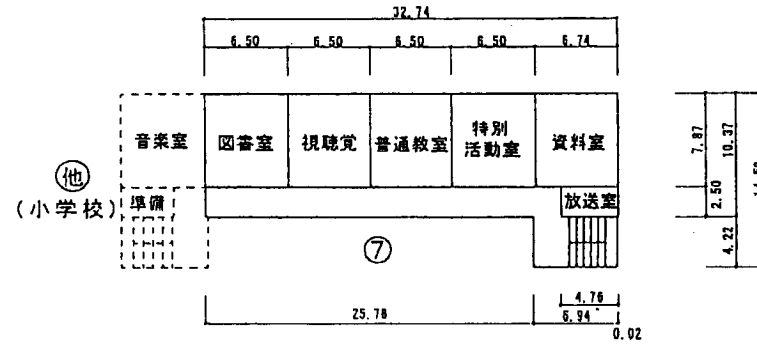 32.74
6.50 6.50 6.50 6.50 6.74
音楽室 図書室 視聴覚 普通教室 特別活動室 資料室
他
(小学校)
準備 放送室
⑦
7.87 10.37
2.50
4.22
4.76
25.78 6.94
0.02